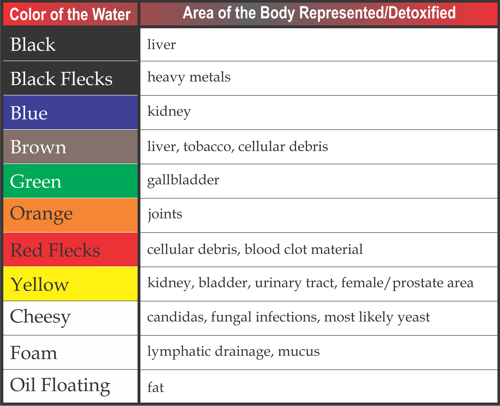 Color of the Water Area of the Body Represented/Detoxified
Black liver
Black Flecks heavy metals
Blue kidney
Brown liver, tobacco, cellular debris
Green gallbladder
Orange joints
Red Flecks cellular debris, blood clot material
Yellow kidney, bladder, urinary tract, female/prostate area
Cheesy candidas, fungal infections, most likely yeast
Foam lymphatic drainage, mucus
Oil Floating fat